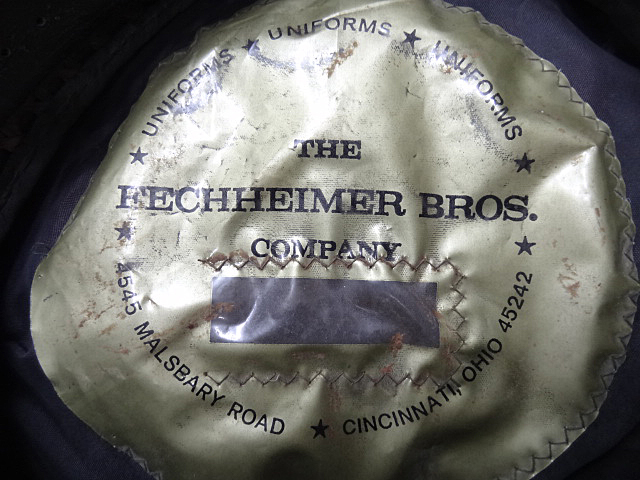 UNIFORMS ★ UNIFORMS ★ UNIFORMS
THE
FECHHEIMER BROS.
COMPANY
4545 MALSBARY ROAD ★ CINCINNATI, OHIO 45242